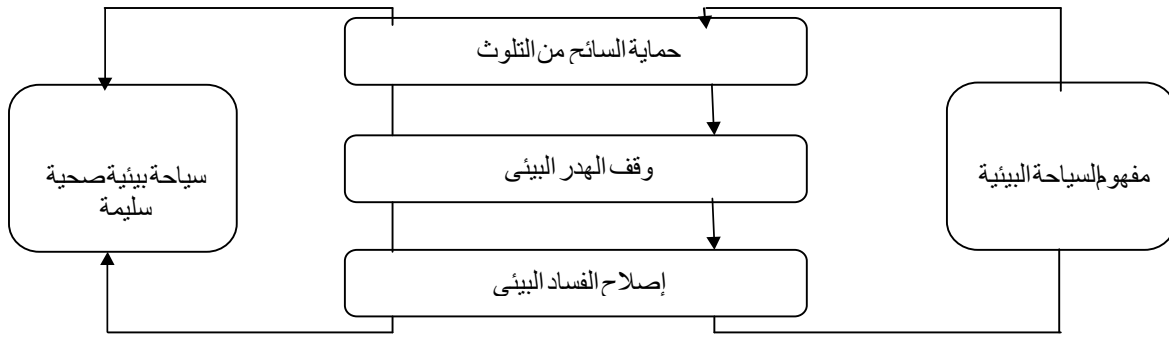 حماية السائح من التلوث
مفهوم السياحة البيئية
وقف الهدر البيئى
سياحة بيئية صحية
سليمة
إصلاح الفساد البيئى